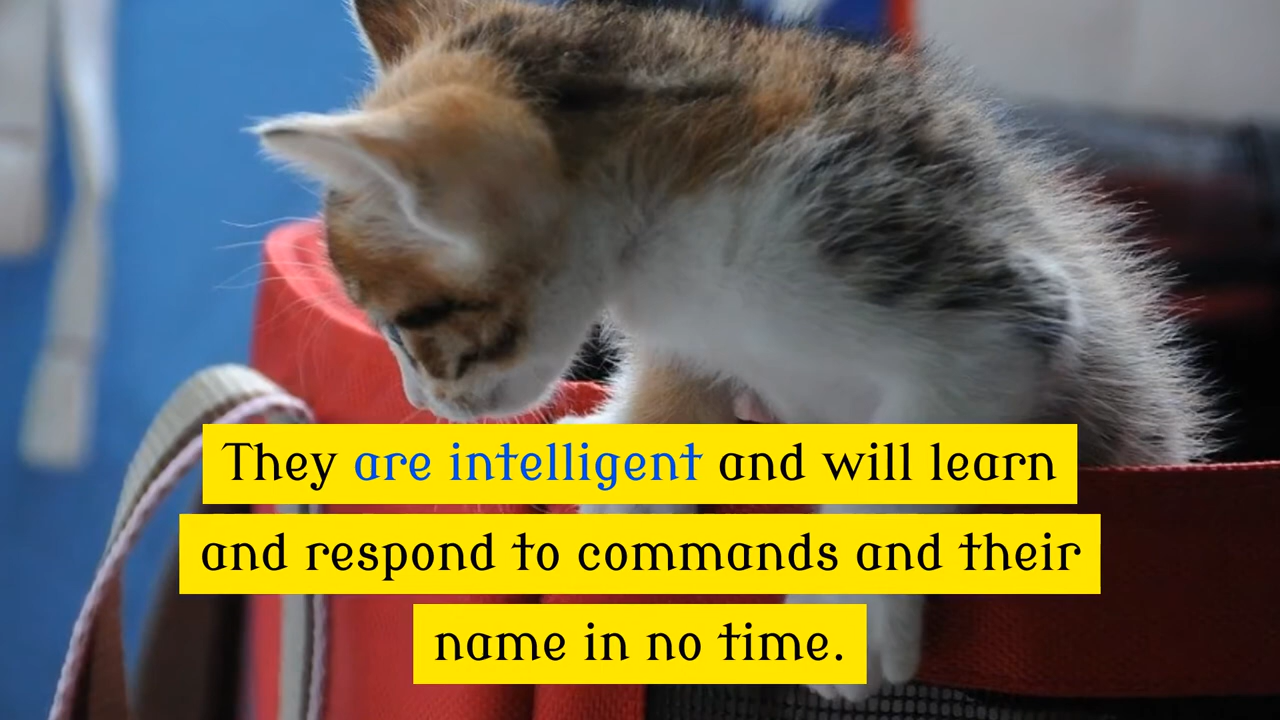 They are intelligent and will learn
and respond to commands and their
name in no time.